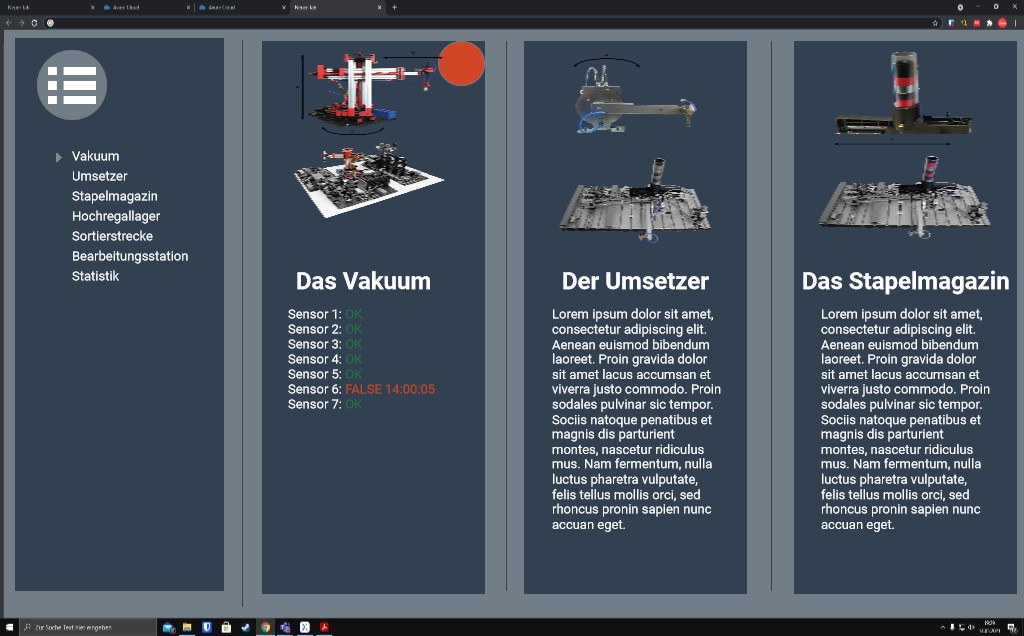 Neuer Tab
Azure Cloud
Azure Cloud
Neuer Tab
Vakuum
Umsetzer
Stapelmagazin
Hochregallager
Sortierstrecke
Bearbeitungsstation
Statistik
Das Vakuum
Sensor 1: OK
Sensor 2: OK
Sensor 3: OK
Sensor 4: OK
Sensor 5: OK
Sensor 6: FALSE 14:00:05
Sensor 7: OK
Der Umsetzer
Lorem ipsum dolor sit amet,
consectetur adipiscing elit.
Aenean euismod bibendum
laoreet. Proin gravida dolor
sit amet lacus accumsan et
viverra justo commodo. Proin
sodales pulvinar sic tempor.
Sociis natoque penatibus et
magnis dis parturient
montes, nascetur ridiculus
mus. Nam fermentum, nulla
luctus pharetra vulputate,
felis tellus mollis orci, sed
rhoncus pronin sapien nunc
accuan eget.
Das Stapelmagazin
Lorem ipsum dolor sit amet,
consectetur adipiscing elit.
Aenean euismod bibendum
laoreet. Proin gravida dolor
sit amet lacus accumsan et
viverra justo commodo. Proin
sodales pulvinar sic tempor.
Sociis natoque penatibus et
magnis dis parturient
montes, nascetur ridiculus
mus. Nam fermentum, nulla
luctus pharetra vulputate,
felis tellus mollis orci, sed
rhoncus pronin sapien nunc
accuan eget.
Zur Suche Text hier eingeben